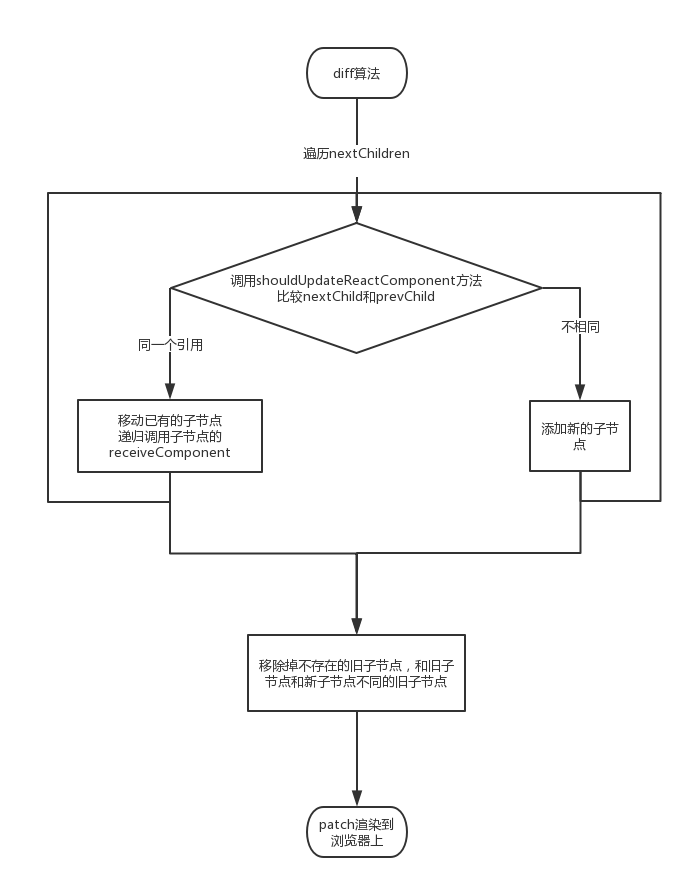 diff算法
遍历nextChildren
调用shouldUpdateReactComponent方法
比较nextChild和prevChild
同一个引用
不相同
移动已有的子节点
递归调用子节点的
receiveComponent
添加新的子节
点
移除掉不存在的旧子节点，和旧子
节点和新子节点不同的旧子节点
patch渲染到
浏览器上